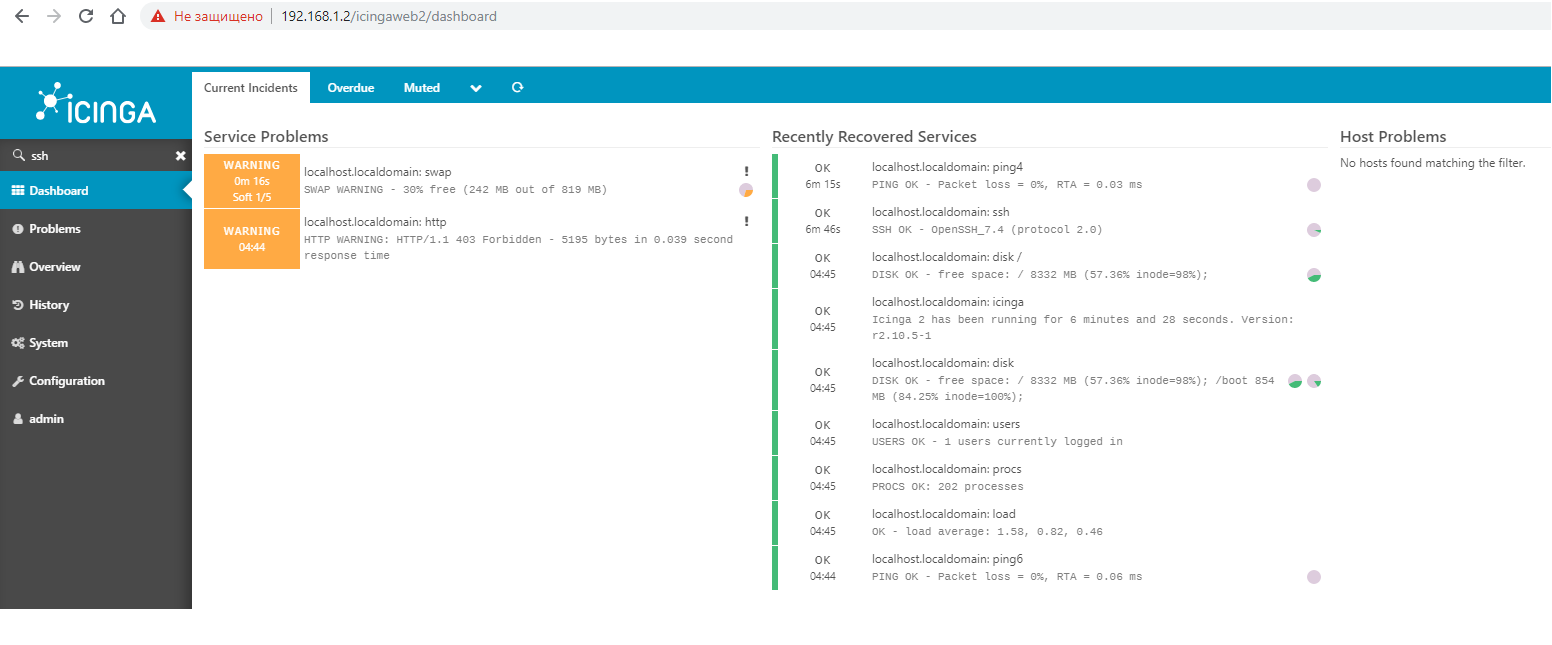 Не защищено
192.168.1.2/icingaweb2/dashboard
ICINGA
ssh
Dashboard
Problems
Overview
History
System
Configuration
admin
Current Incidents
Overdue
Muted
Service Problems
WARNING
0m 16s
Soft 1/5
localhost.localdomain: swap
SWAP WARNING - 30% free (242 MB out of 819 MB)
WARNING
04:44
localhost.localdomain: http
HTTP WARNING: HTTP/1.1 403 Forbidden - 5195 bytes in 0.039 second
response time
Recently Recovered Services
OK
6m 15s
localhost.localdomain: ping4
PING OK - Packet loss = 0%, RTA = 0.03 ms
OK
6m 46s
localhost.localdomain: ssh
SSH OK - OpenSSH_7.4 (protocol 2.0)
OK
04:45
localhost.localdomain: disk /
DISK OK - free space: / 8332 MB (57.36% inode=98%);
OK
04:45
localhost.localdomain: icinga
Icinga 2 has been running for 6 minutes and 28 seconds. Version:
r2.10.5-1
OK
04:45
localhost.localdomain: disk
DISK OK - free space: / 8332 MB (57.36% inode=98%); /boot 854
MB (84.25% inode=100%);
OK
04:45
localhost.localdomain: users
USERS OK - 1 users currently logged in
OK
04:45
localhost.localdomain: procs
PROCS OK: 202 processes
OK
04:45
localhost.localdomain: load
OK - load average: 1.58, 0.82, 0.46
OK
04:44
localhost.localdomain: ping6
PING OK - Packet loss = 0%, RTA = 0.06 ms
Host Problems
No hosts found matching the filter.